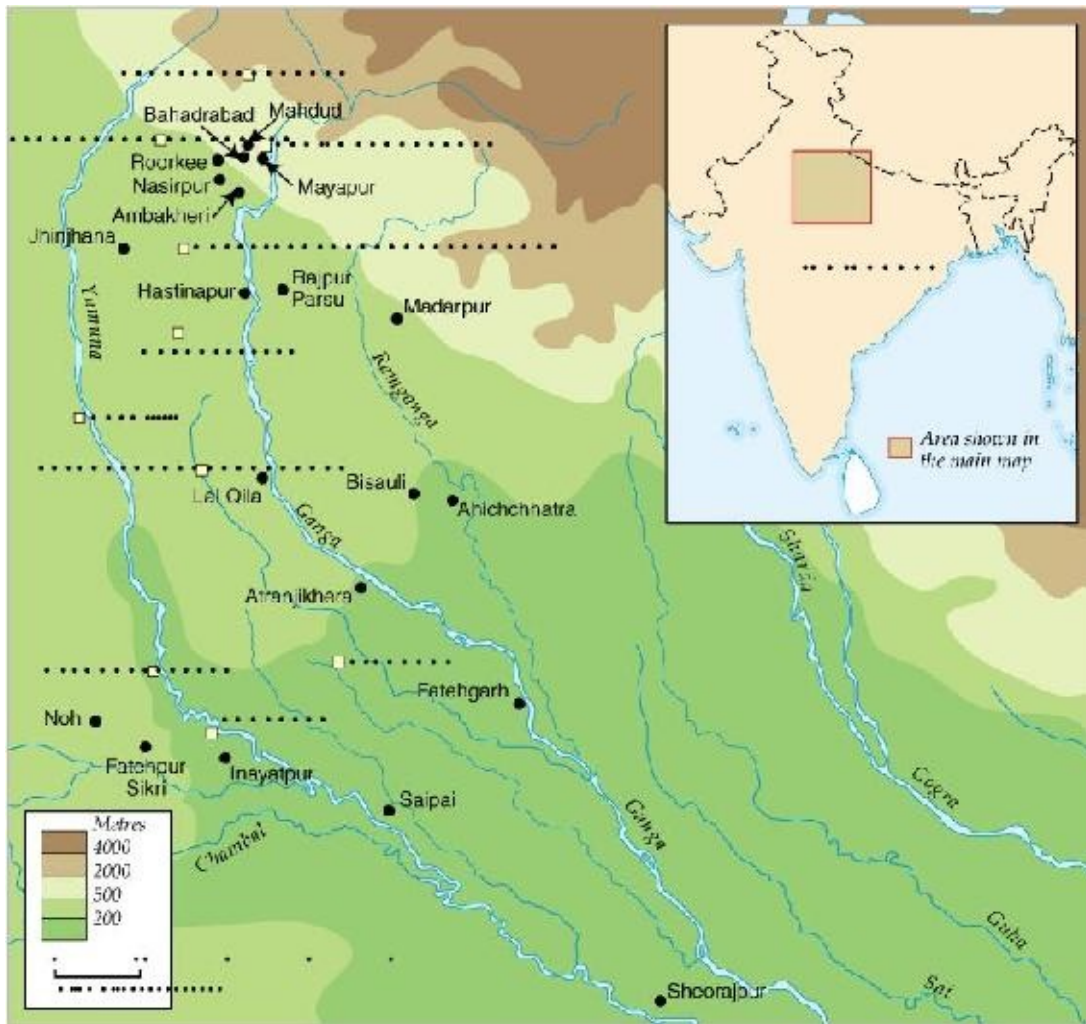 Bahadrabad
Mahdud
Roorkee
Nasirpur
Mayapur
Ambakheri
Jhinjhana
Hastinapur
Rajpur
Parsu
Madarpur
Yamuna
Ramganga
Lal Qila
Bisauli
Ahichchhatra
Ganga
Atranjikhera
Fatehgarh
Noh
Fatehpur
Sikri
Inayatpur
Saipai
Chambal
Ganga
Sharda
Gogra
Guha
Sai
Sheorajpur
Area shown in
the main map
Metres
4000
2000
500
200